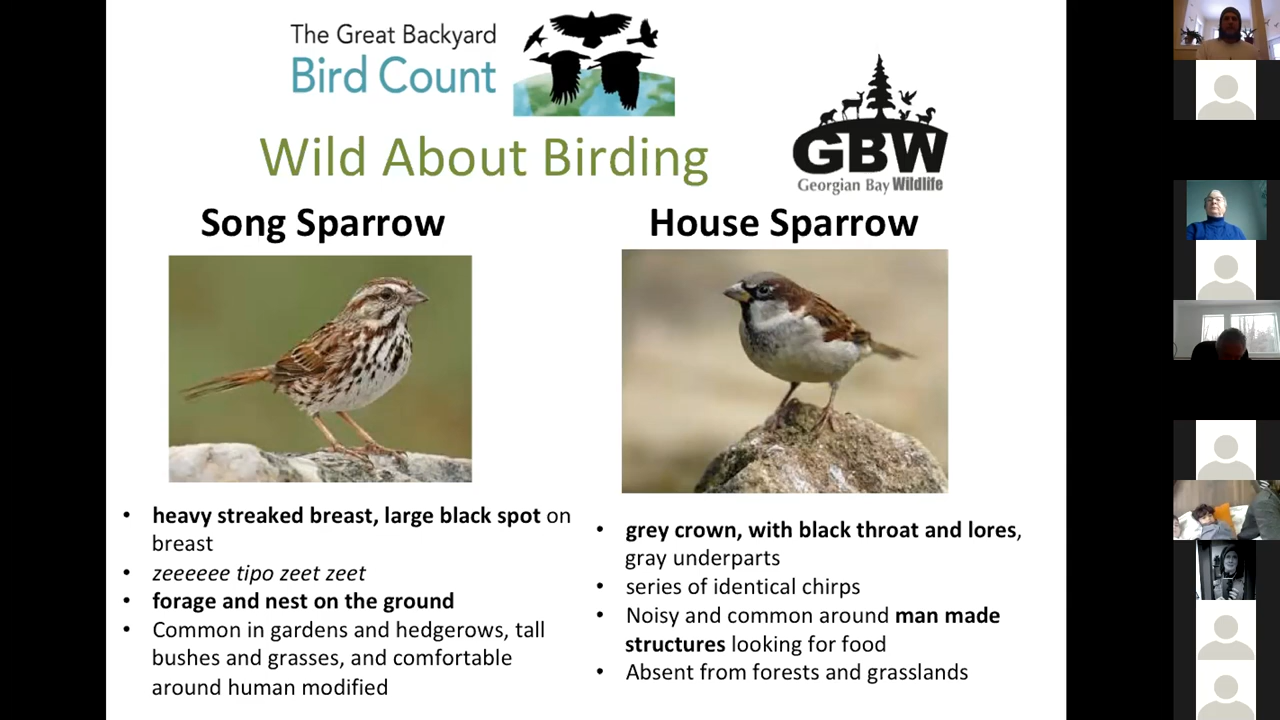 The Great Backyard
Bird Count
GBW
Georgian Bay Wildlife
Wild About Birding
Song Sparrow
House Sparrow
• heavy streaked breast, large black spot on
breast
• zeeeeee tipo zeet zeet
• forage and nest on the ground
• Common in gardens and hedgerows, tall
bushes and grasses, and comfortable
around human modified
• grey crown, with black throat and lores,
gray underparts
• series of identical chirps
• Noisy and common around man made
structures looking for food
• Absent from forests and grasslands